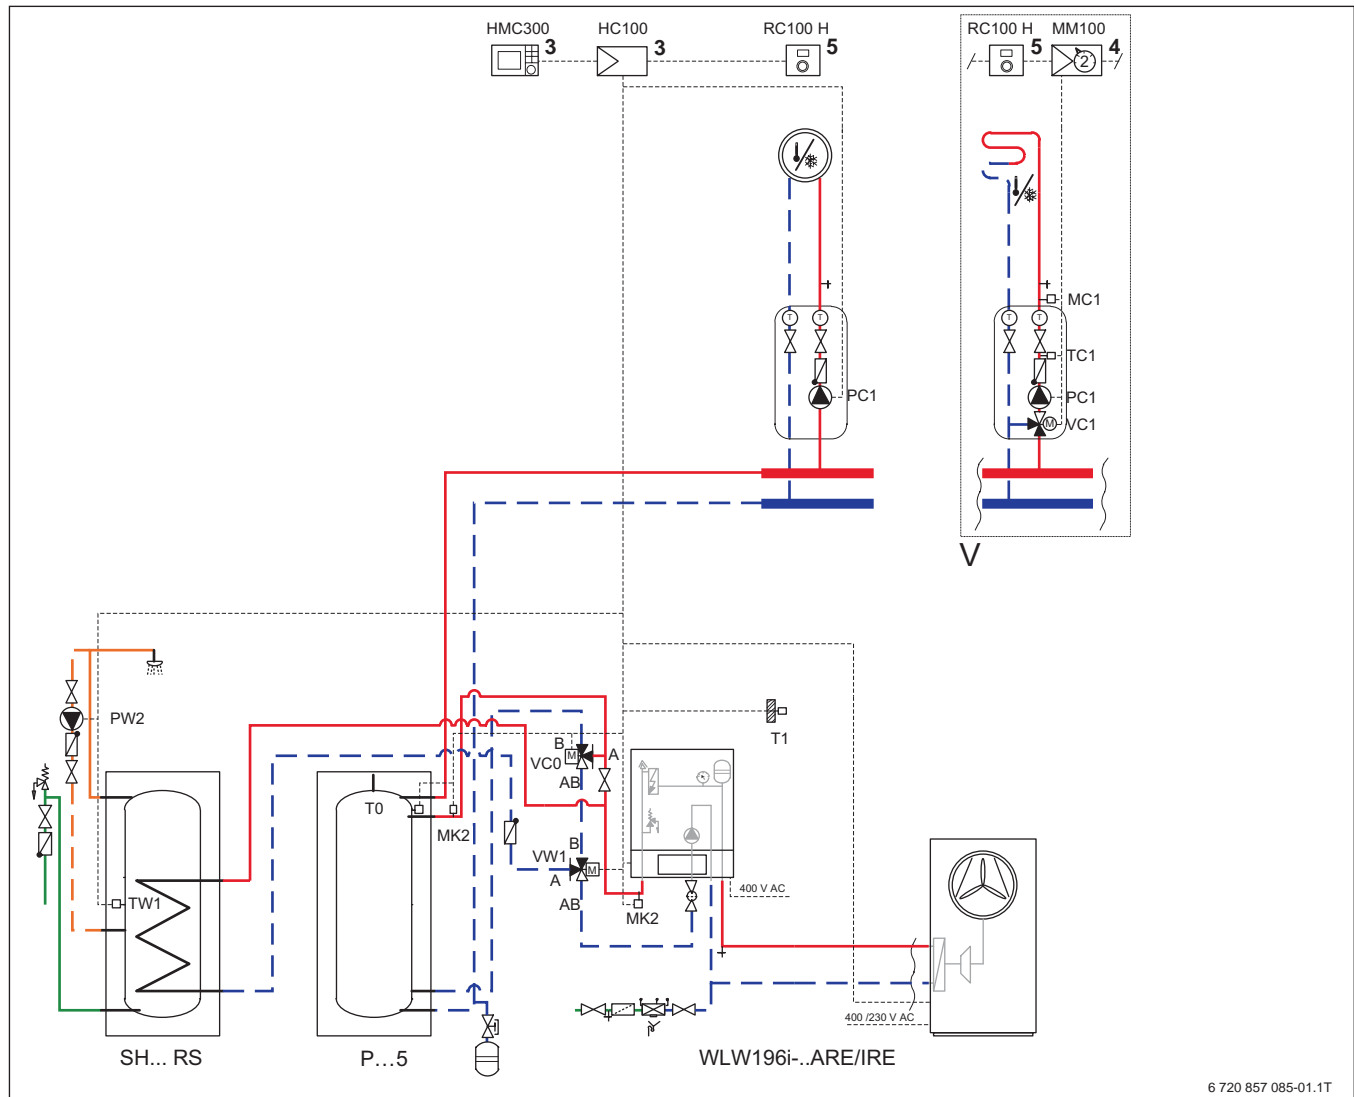 HMC300
3
HC100
3
RC100 H
5
RC100 H
5
MM100
4
2
T
T
PC1
T
T
MC1
TC1
PC1
M
VC1
V
PW2
T1
B
A
M
VC0
AB
T0
MK2
B
VW1
M
A
AB
MK2
400 V AC
TW1
400 /230 V AC
SH... RS
P...5
WLW196i-..ARE/IRE
6 720 857 085-01.1T